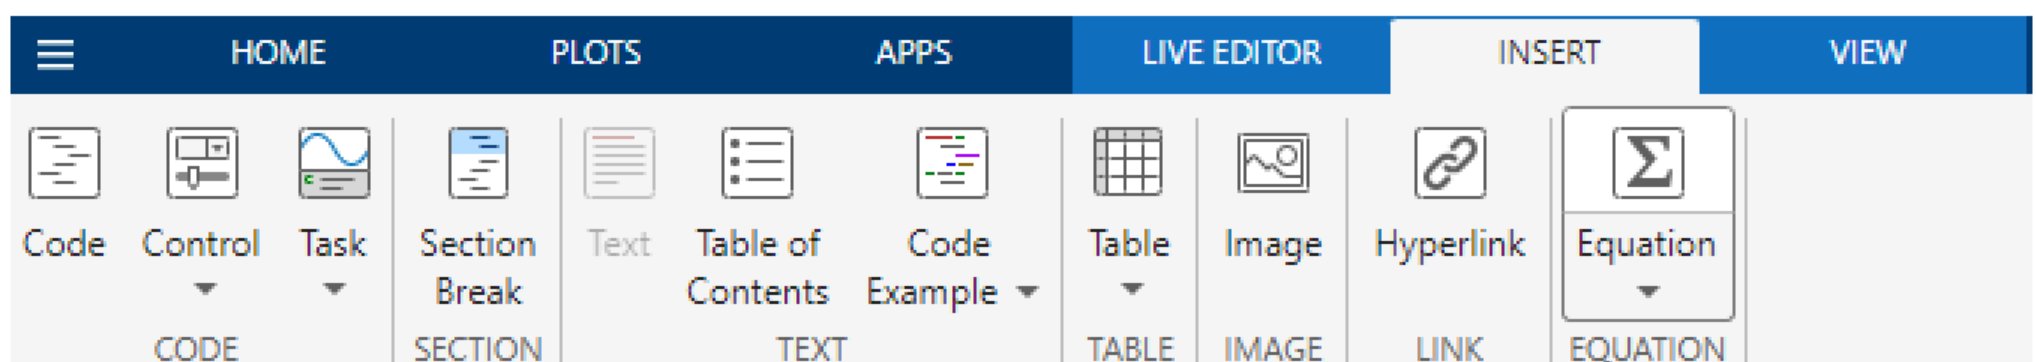 HOME PLOTS APPS LIVE EDITOR INSERT VIEW
Code Control Task Section Text Table of Code Table Image Hyperlink Equation
Break Contents Example
CODE SECTION TEXT TABLE IMAGE LINK EQUATION